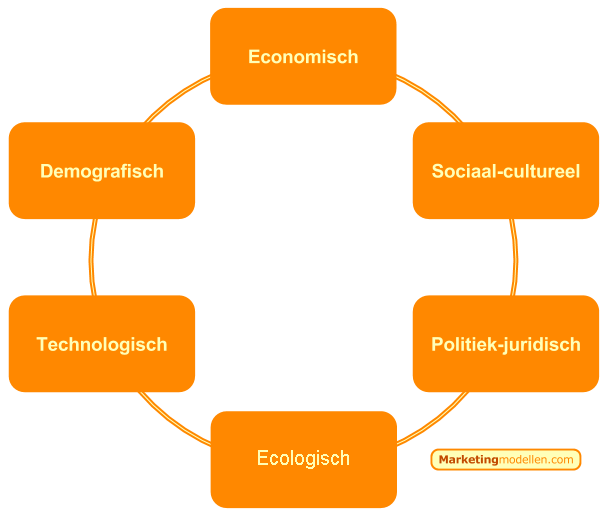 Economisch
Demografisch
Sociaal-cultureel
Technologisch
Politiek-juridisch
Ecologisch
Marketingmodellen.com